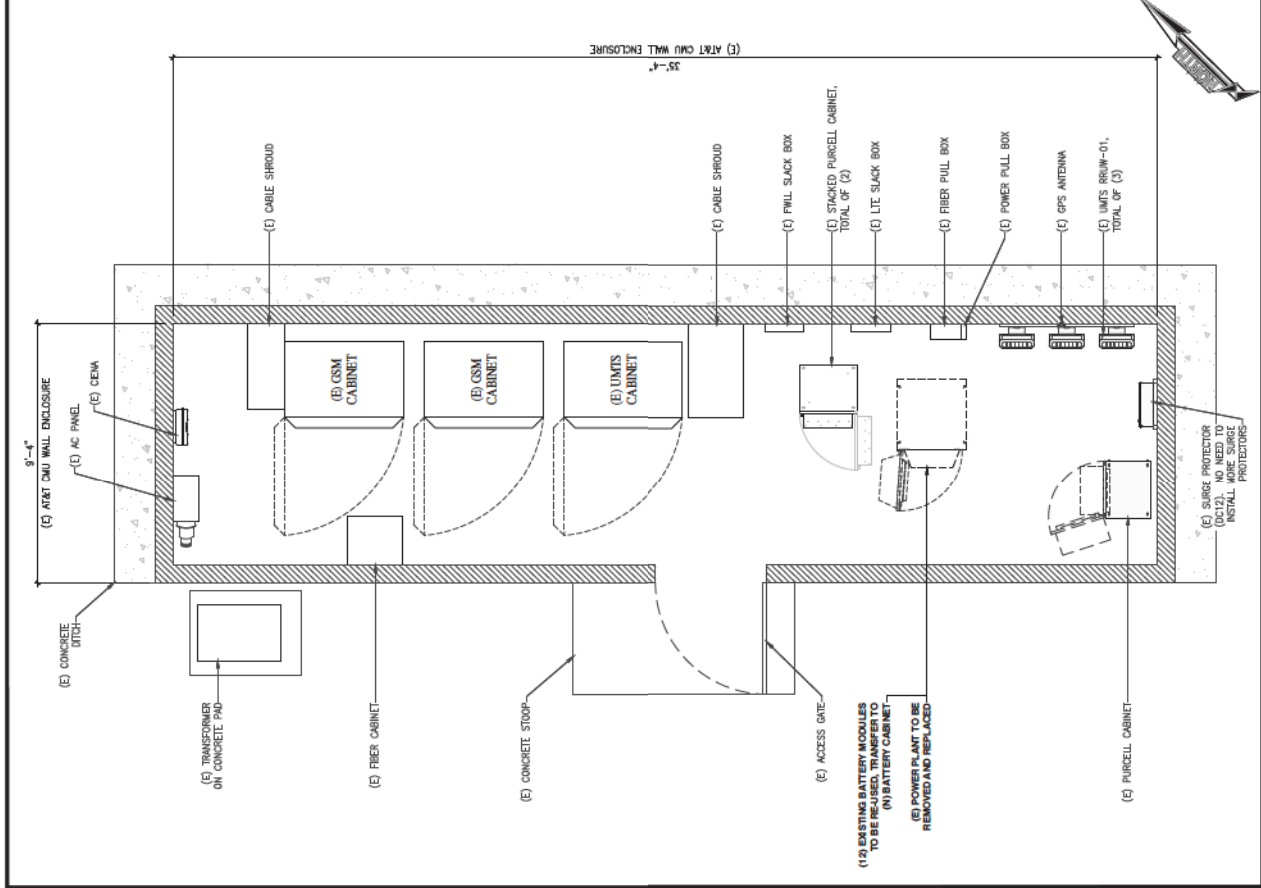 (E) AT&T CMU WALL ENCLOSURE
35'-4"
NORTH
(E) CABLE SHROUD
(E) CABLE SHROUD
(E) FWLL SLACK BOX
(E) STACKED PURCELL CABINET,
TOTAL OF (2)
(E) LTE SLACK BOX
(E) FIBER PULL BOX
(E) POWER PULL BOX
(E) GPS ANTENNA
(E) UMTS RRUW-01,
TOTAL OF (3)
9'-4"
(E) AT&T CMU WALL ENCLOSURE
(E) AC PANEL
(E) CIENA
(E) GSM
CABINET
(E) GSM
CABINET
(E) UMTS
CABINET
(E) CONCRETE
DITCH
(E) TRANSFORMER
ON CONCRETE PAD
(E) FIBER CABINET
(E) CONCRETE STOOP
(E) ACCESS GATE
(12) EXISTING BATTERY MODULES
TO BE RE-USED, TRANSFER TO
(N) BATTERY CABINET
(E) POWER PLANT TO BE
REMOVED AND REPLACED
(E) PURCELL CABINET
(E) SURGE PROTECTOR
(DC12). NO NEED TO
INSTALL MORE SURGE
PROTECTORS